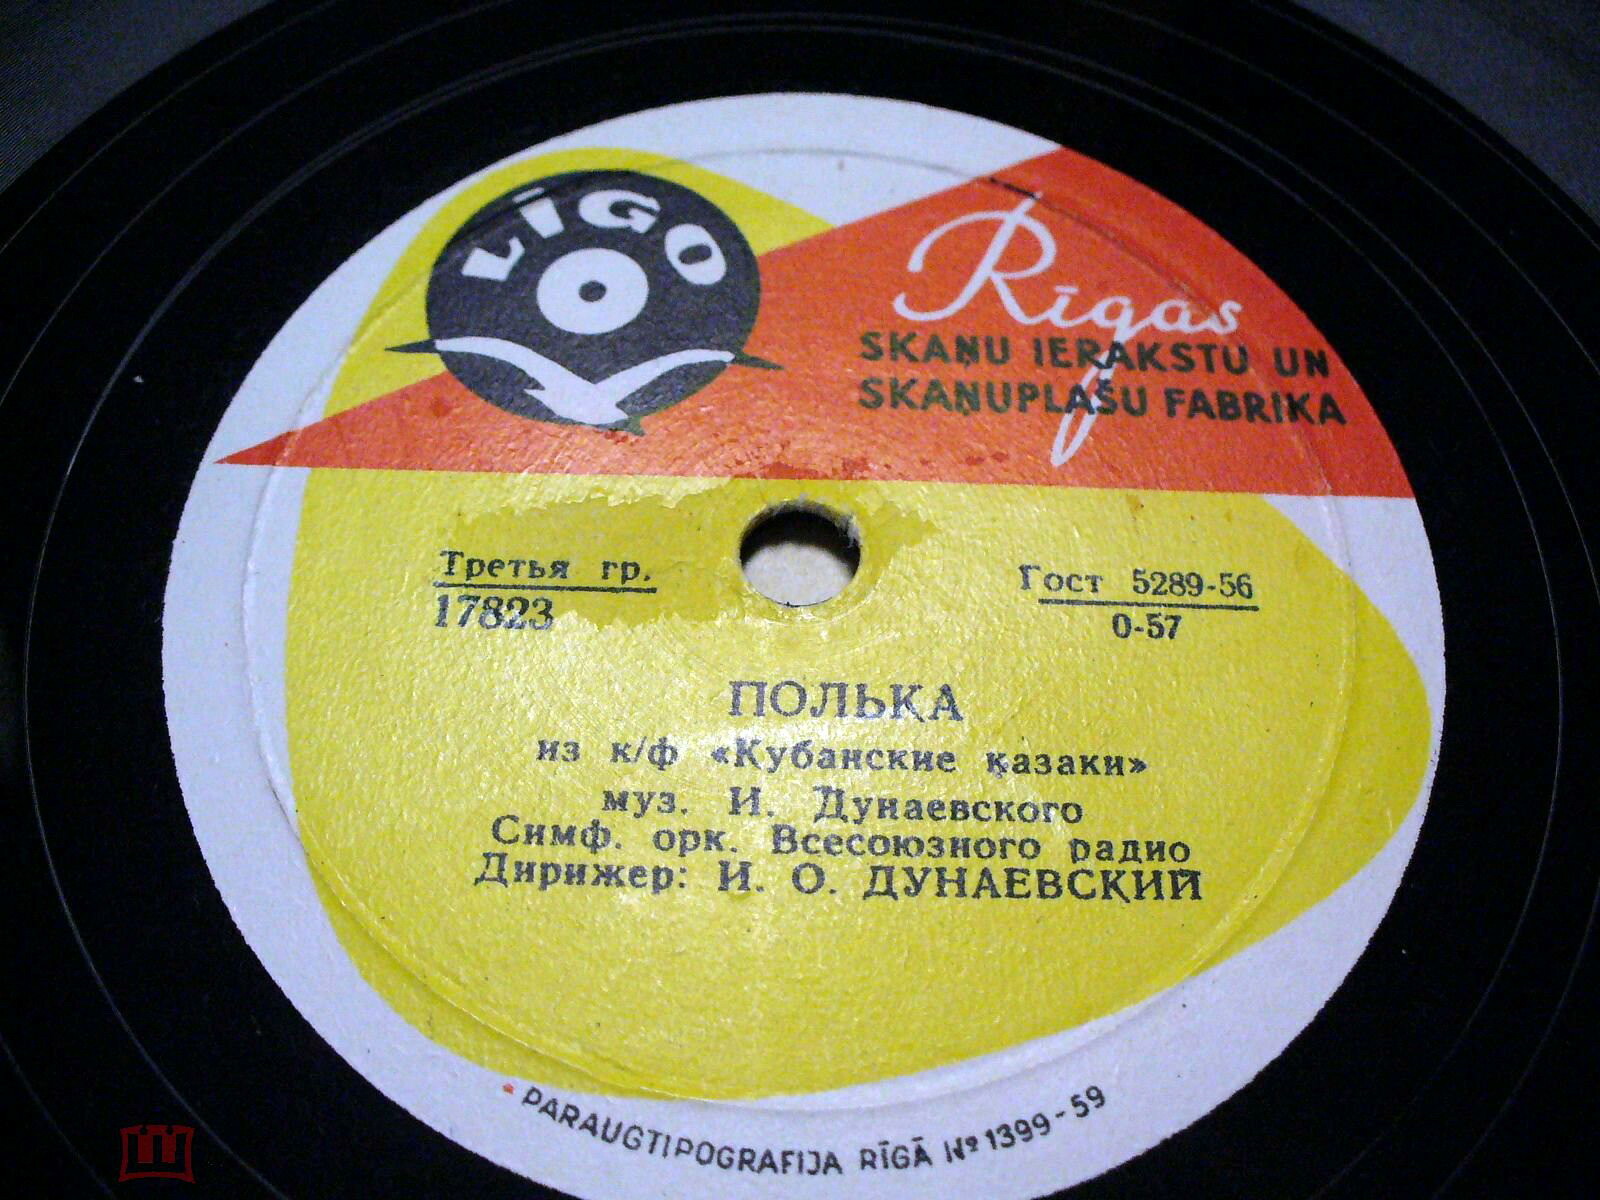 LĪGO
Rīgas
SKAŅU IERAKSTU UN
SKAŅUPLAŠU FABRIKA
Третья гр.
17823
Гост 5289-56
0-57
ПОЛЬКА
из к/ф «Кубанские казаки»
муз. И. Дунаевского
Симф. орк. Всесоюзного радио
Дирижер: И. О. ДУНАЕВСКИЙ
PARAUGTIPOGRAFIJA RĪGĀ № 1399-59